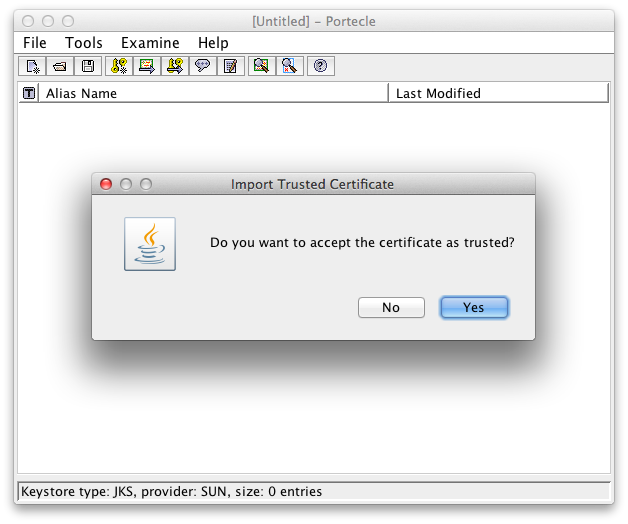 [Untitled] – Portecle
File Tools Examine Help
T Alias Name Last Modified
Import Trusted Certificate
Do you want to accept the certificate as trusted?
No Yes
Keystore type: JKS, provider: SUN, size: 0 entries